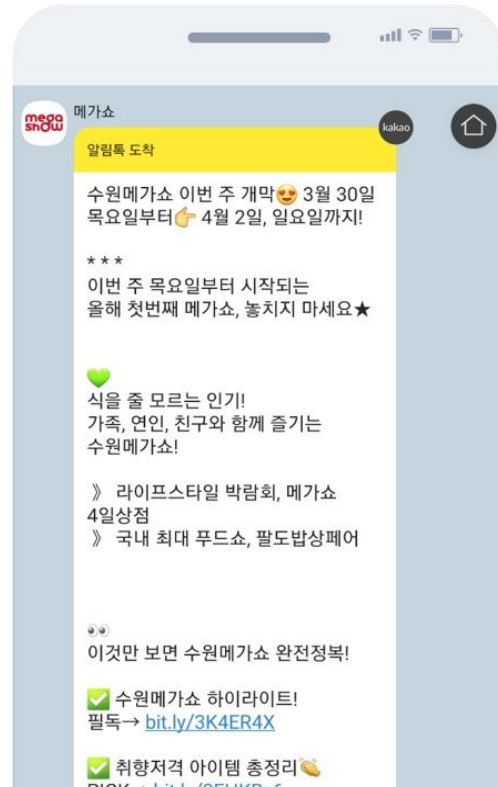 mega
show
메가쇼
kakao
알림톡 도착
수원메가쇼 이번 주 개막😍 3월 30일
목요일부터👉 4월 2일, 일요일까지!
* * *
이번 주 목요일부터 시작되는
올해 첫번째 메가쇼, 놓치지 마세요★
💚
식을 줄 모르는 인기!
가족, 연인, 친구와 함께 즐기는
수원메가쇼!
》 라이프스타일 박람회, 메가쇼
4일상점
》 국내 최대 푸드쇼, 팔도밥상페어
👀
이것만 보면 수원메가쇼 완전정복!
✅ 수원메가쇼 하이라이트!
필독→ bit.ly/3K4ER4X
✅ 취향저격 아이템 총정리👏